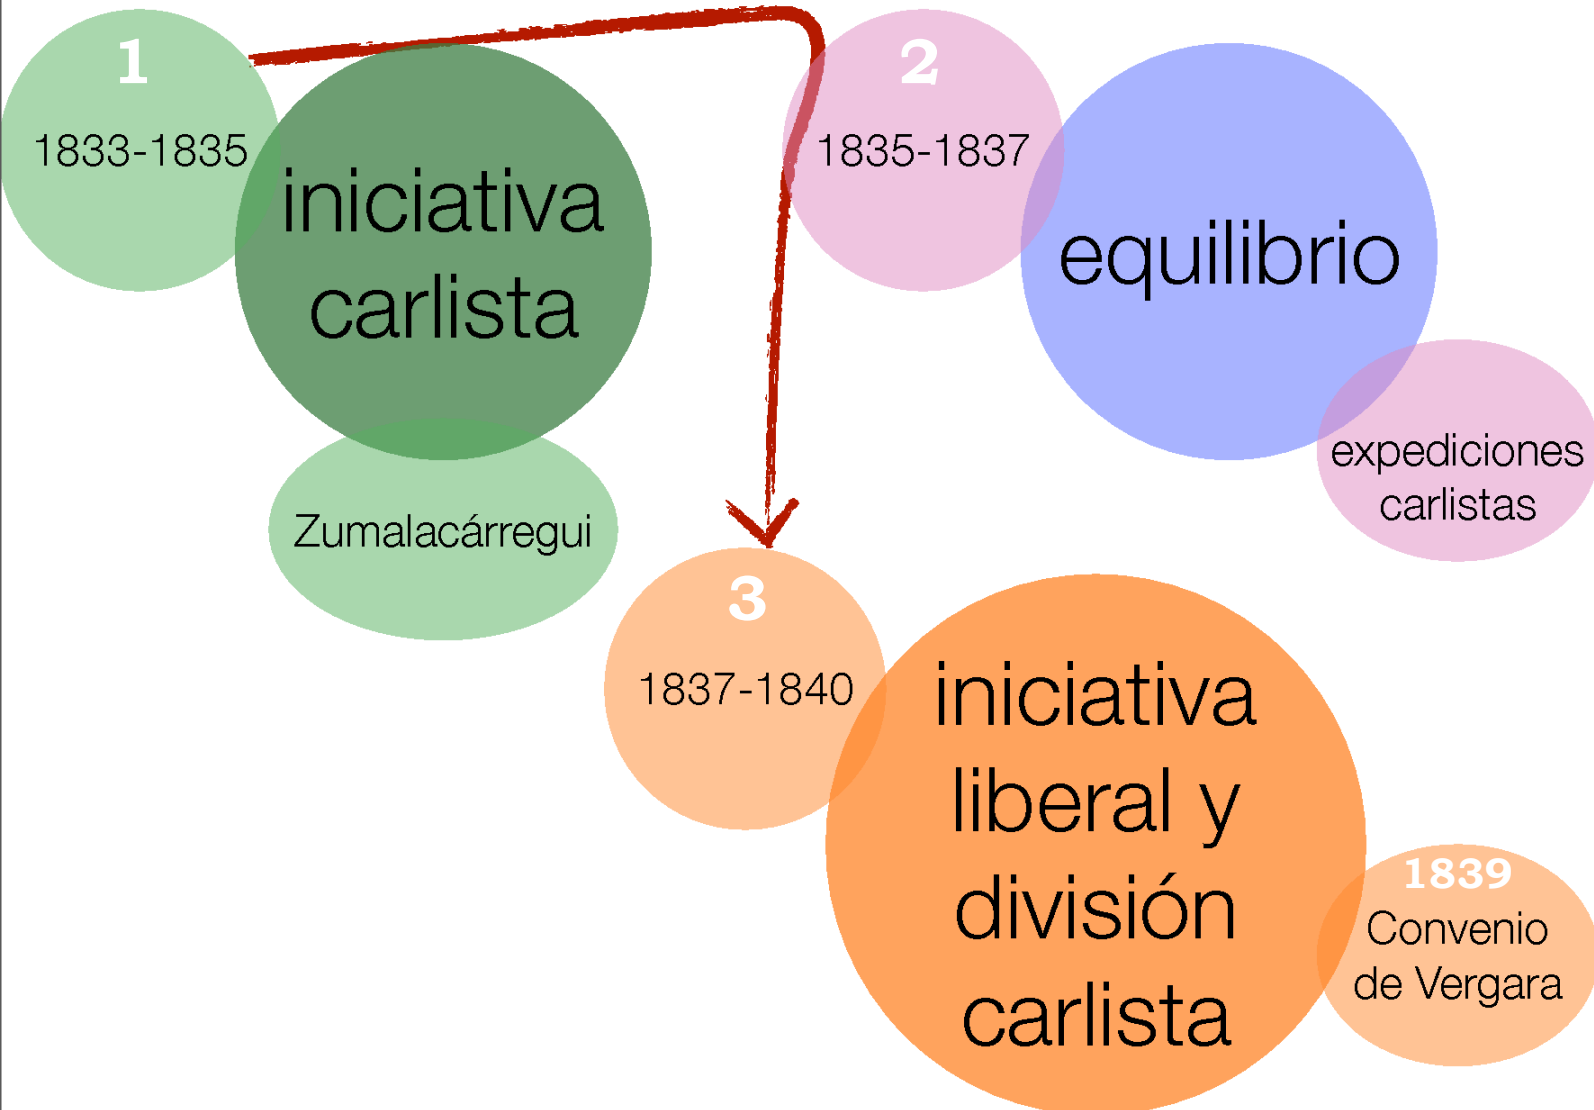 1
1833-1835
iniciativa
carlista
Zumalacárregui
2
1835-1837
equilibrio
expediciones
carlistas
3
1837-1840
iniciativa
liberal y
división
carlista
1839
Convenio
de Vergara